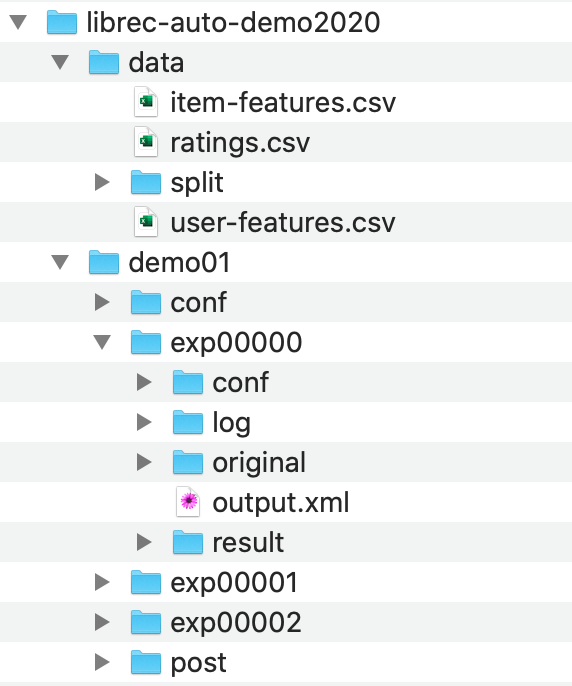 librec-auto-demo2020
data
item-features.csv
ratings.csv
split
user-features.csv
demo01
conf
exp00000
conf
log
original
output.xml
result
exp00001
exp00002
post